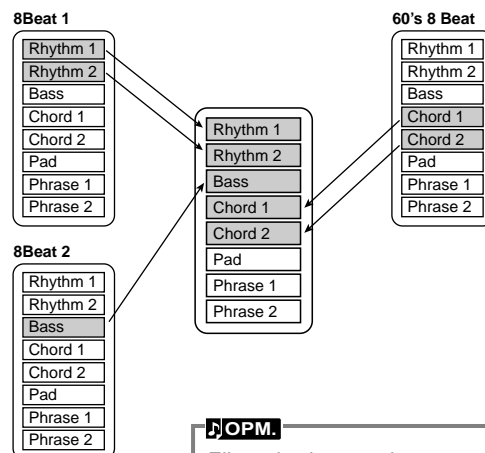 8Beat 1
Rhythm 1
Rhythm 2
Bass
Chord 1
Chord 2
Pad
Phrase 1
Phrase 2
8Beat 2
Rhythm 1
Rhythm 2
Bass
Chord 1
Chord 2
Pad
Phrase 1
Phrase 2
Rhythm 1
Rhythm 2
Bass
Chord 1
Chord 2
Pad
Phrase 1
Phrase 2
60's 8 Beat
Rhythm 1
Rhythm 2
Bass
Chord 1
Chord 2
Pad
Phrase 1
Phrase 2
OPM.